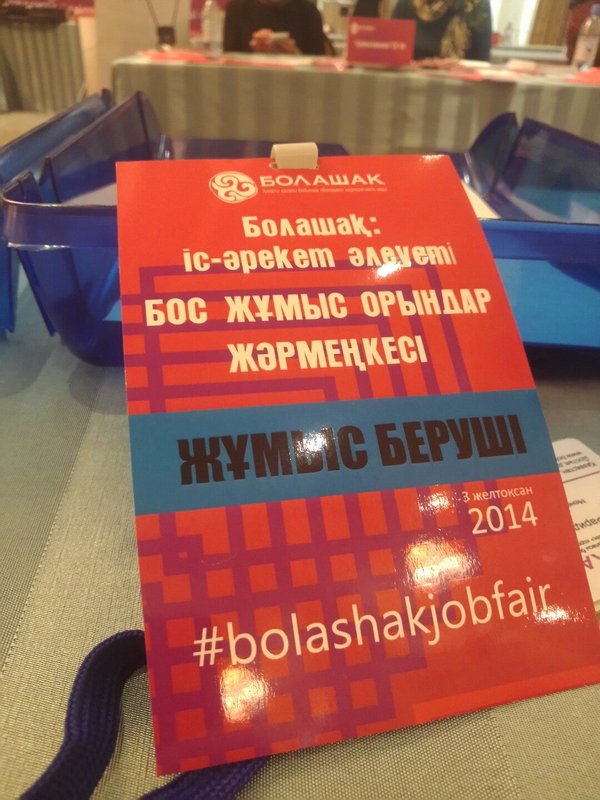 БОЛАШАҚ
Болашақ:
іс-әрекет әлеуеті
БОС ЖҰМЫС ОРЫНДАР
ЖӘРМЕҢКЕСІ
ЖҰМЫС БЕРУШІ
3 желтоқсан
2014
#bolashakjobfair